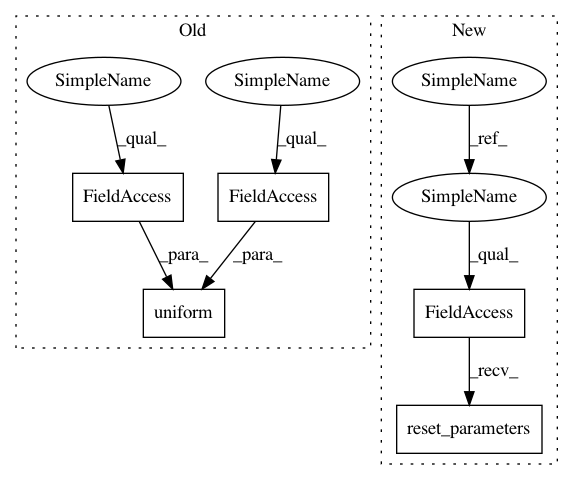 Old
New
SimpleName
SimpleName
SimpleName
_qual_
_qual_
_ref_
FieldAccess
FieldAccess
SimpleName
_para_
_para_
_qual_
uniform
FieldAccess
_recv_
reset_parameters